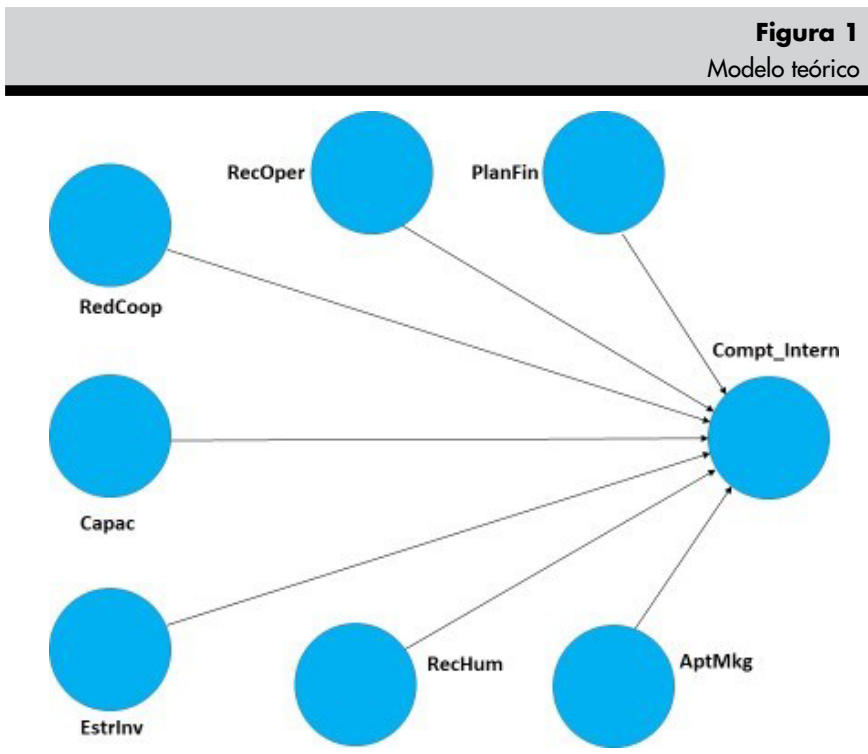 Figura 1
Modelo teórico
RecOper
PlanFin
RedCoop
Compt_Intern
Capac
RecHum
AptMkg
EstrInv